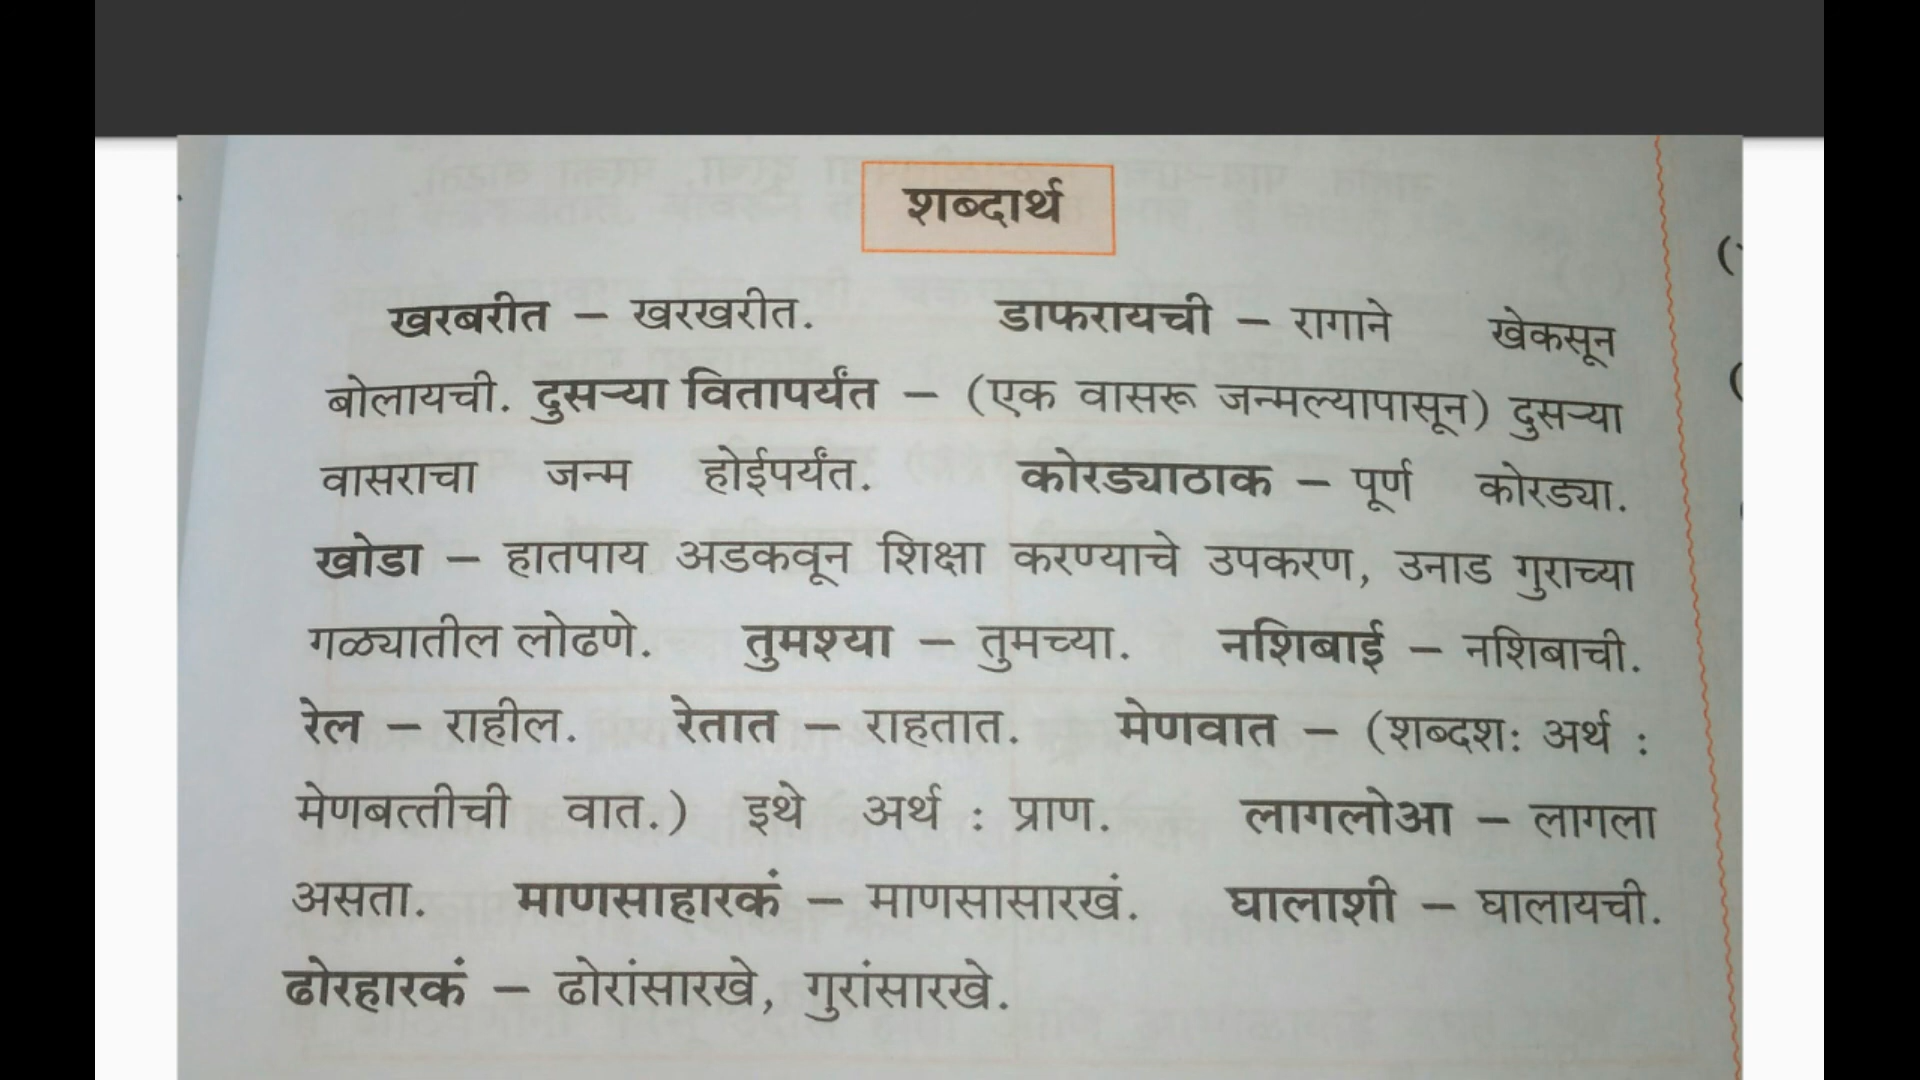 शब्दार्थ
खरबरीत – खरखरीत. डाफरायची – रागाने खेकसून
बोलायची. दुसऱ्या वितापर्यंत – (एक वासरू जन्मल्यापासून) दुसऱ्या
वासराचा जन्म होईपर्यंत. कोरड्याठाक – पूर्ण कोरड्या.
खोडा – हातपाय अडकवून शिक्षा करण्याचे उपकरण, उनाड गुराच्या
गळ्यातील लोढणे. तुमश्या – तुमच्या. नशिबाई – नशिबाची.
रेल – राहील. रेतात – राहतात. मेणवात – (शब्दशः अर्थ :
मेणबत्तीची वात.) इथे अर्थ : प्राण. लागलोआ – लागला
असता. माणसाहारकं – माणसासारखं. घालाशी – घालायची.
ढोरहारकं – ढोरांसारखे, गुरांसारखे.